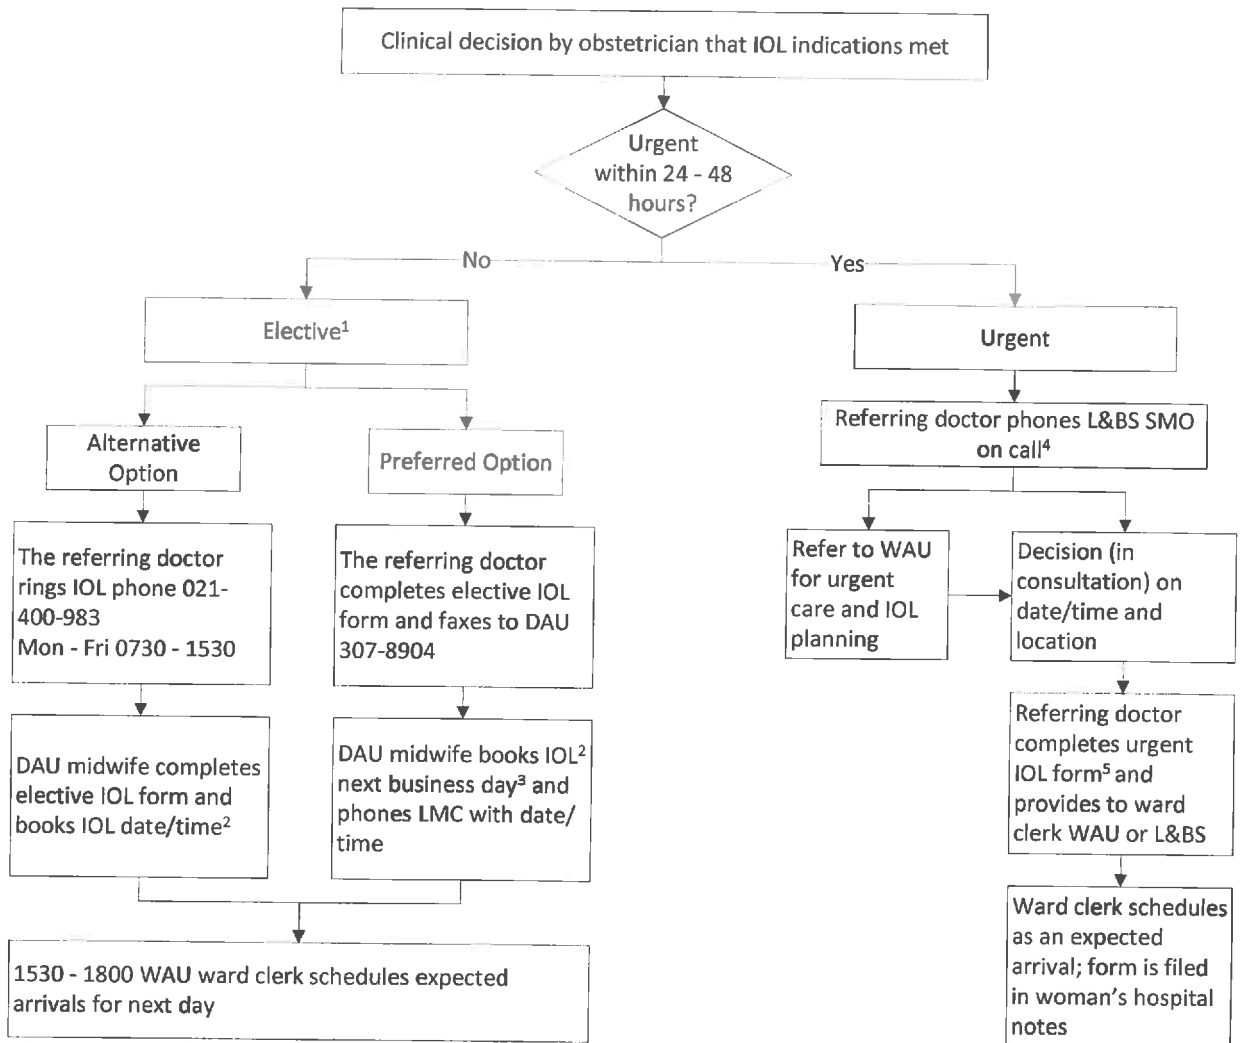 Clinical decision by obstetrician that IOL indications met
Urgent
within 24 - 48
hours?
No
Yes
Elective¹
Urgent
Alternative
Option
Preferred Option
Referring doctor phones L&BS SMO
on call⁴
The referring doctor
rings IOL phone 021-
400-983
Mon - Fri 0730 - 1530
The referring doctor
completes elective IOL
form and faxes to DAU
307-8904
Refer to WAU
for urgent
care and IOL
planning
Decision (in
consultation) on
date/time and
location
DAU midwife completes
elective IOL form and
books IOL date/time²
DAU midwife books IOL²
next business day³ and
phones LMC with date/
time
Referring doctor
completes urgent
IOL form⁵ and
provides to ward
clerk WAU or L&BS
1530 - 1800 WAU ward clerk schedules expected
arrivals for next day
Ward clerk schedules
as an expected
arrival; form is filed
in woman's hospital
notes